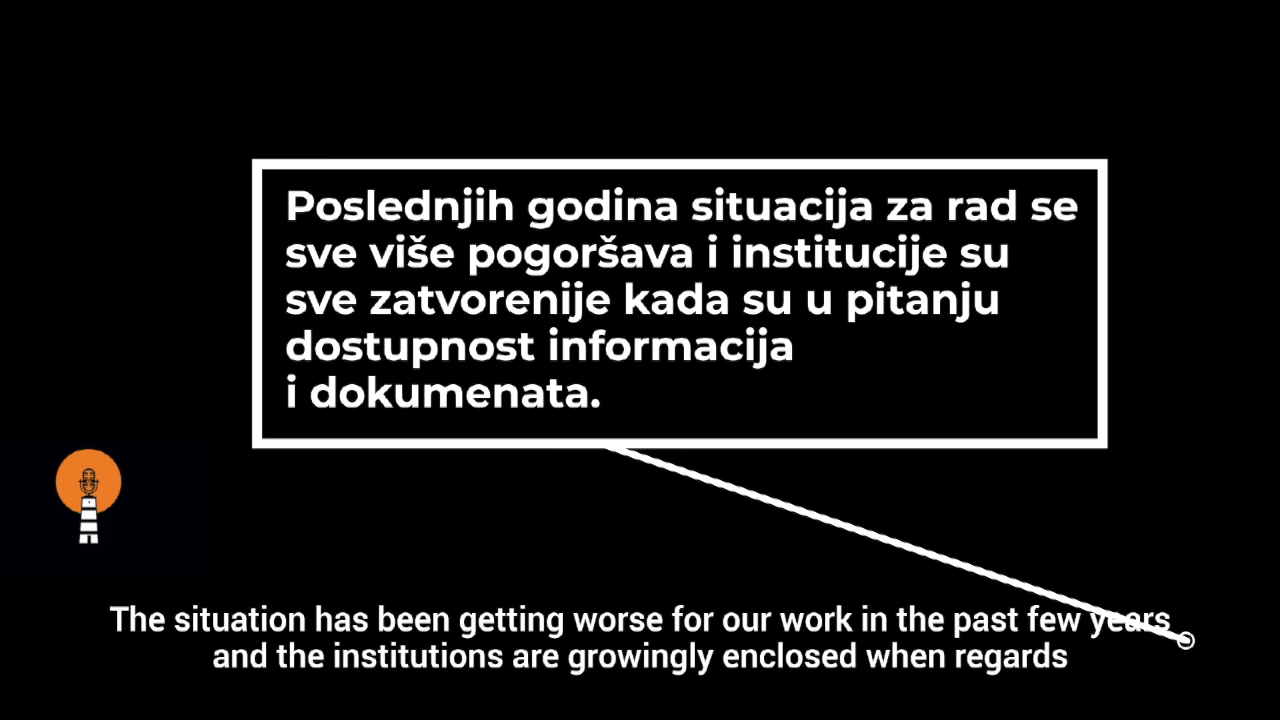 Poslednjih godina situacija za rad se
sve više pogoršava i institucije su
sve zatvorenije kada su u pitanju
dostupnost informacija
i dokumenata.
The situation has been getting worse for our work in the past few years
and the institutions are growingly enclosed when regards